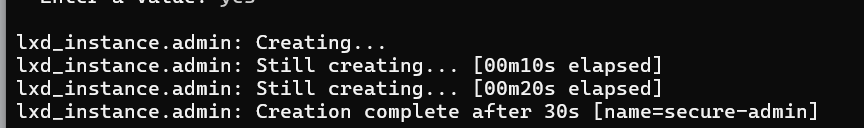 Enter a value: yes
lxd_instance.admin: Creating...
lxd_instance.admin: Still creating... [00m10s elapsed]
lxd_instance.admin: Still creating... [00m20s elapsed]
lxd_instance.admin: Creation complete after 30s [name=secure-admin]